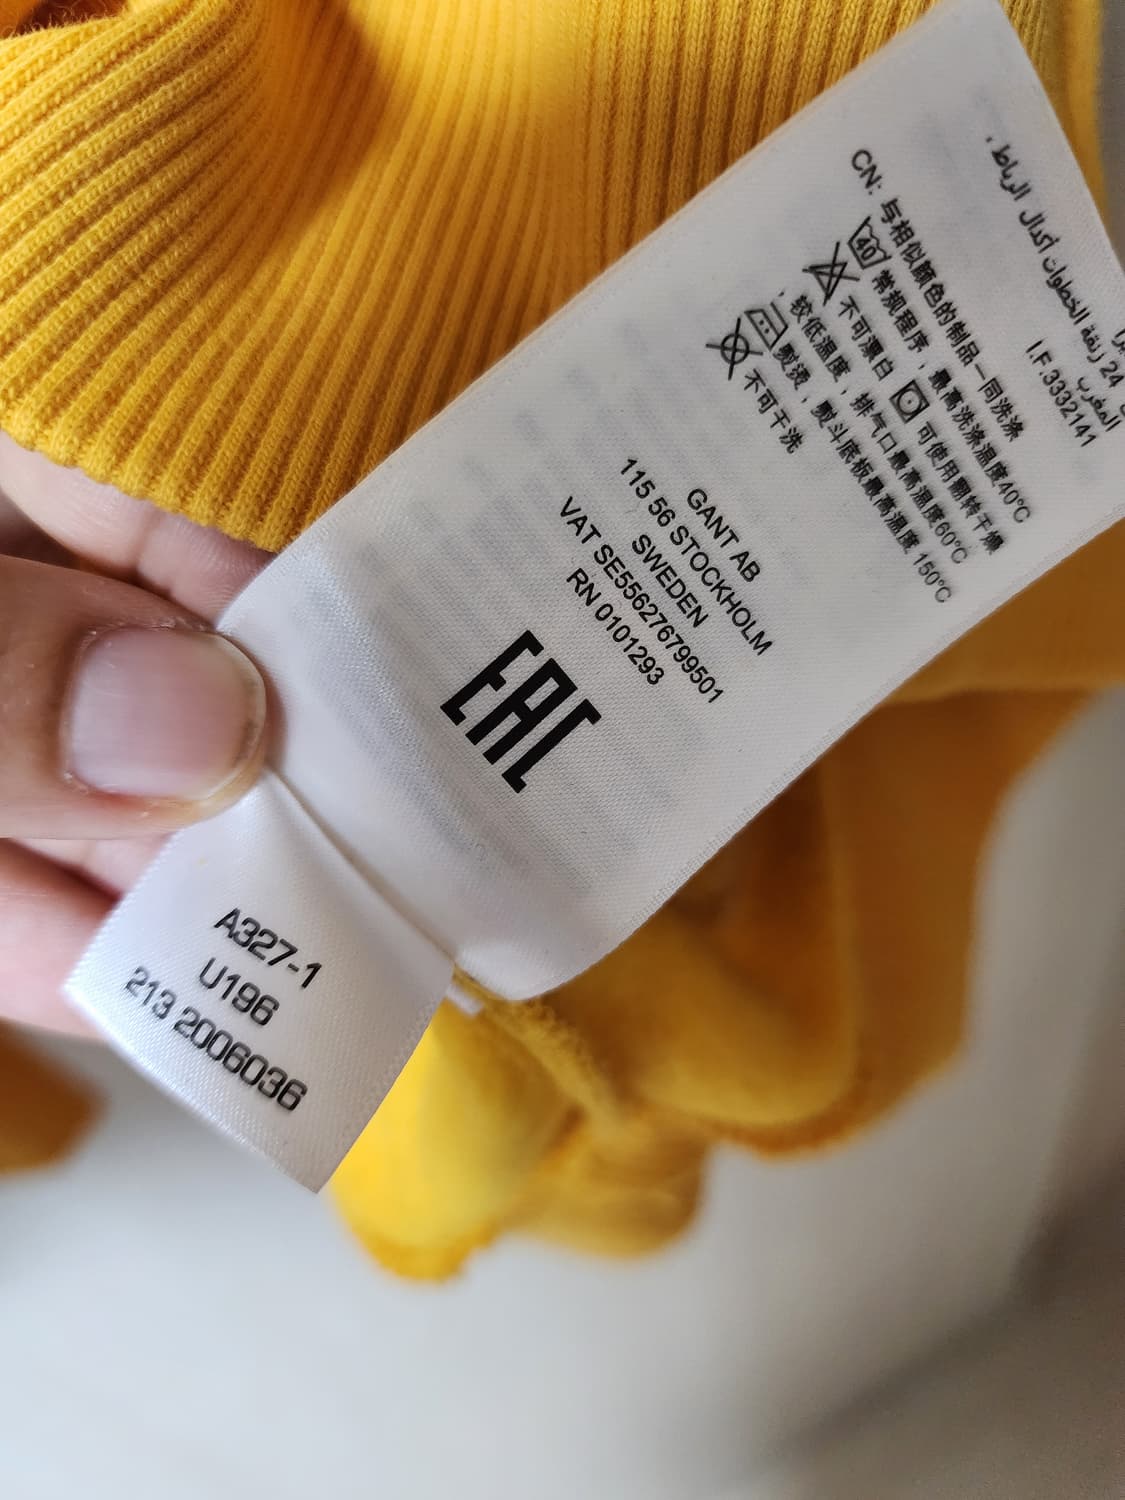 أكدال الرباط .
24 زنقة الخطوات
المغرب
I.F.3332141
CN: 与相似颜色的制品一同洗涤
40 常规程序，最高洗涤温度40°C
不可漂白 可使用翻转干燥
较低温度，排气口最高温度60°C
熨烫，熨斗底板最高温度 150°C
不可干洗
GANT AB
115 56 STOCKHOLM
SWEDEN
VAT SE556276799501
RN 0101293
EAC
A327-1
U196
213 2006036